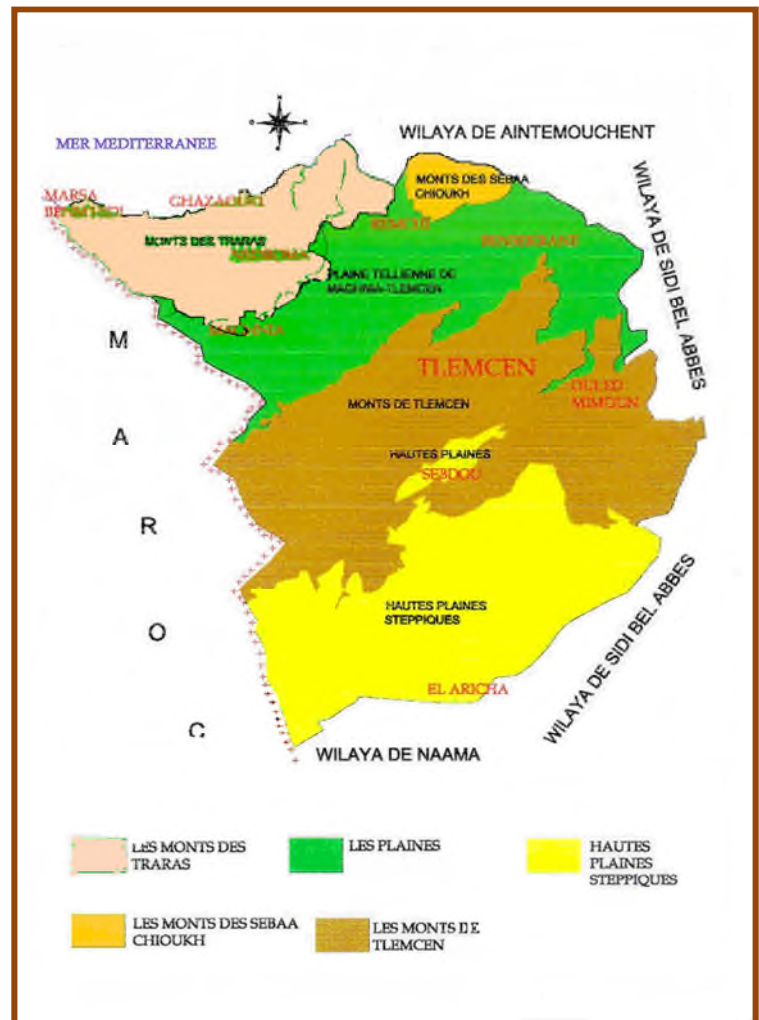 WILAYA DE AINTEMOUCHENT
MER MEDITERRANEE
MONTS DES SEBAA
CHIOUKH
WILAYA DE SIDI BEL ABBES
MARSA
GHAZAOUET
REMCHI
BENSEKRANE
MONTS DES TRARAS
PLAINE TELLIENNE DE
MAGHNIA-TLEMCEN
MAGHNIA
M
A
R
O
C
TLEMCEN
OULED
MIMOUN
MONTS DE TLEMCEN
HAUTES PLAINES
SEBDOU
HAUTES PLAINES
STEPPIQUES
WILAYA DE SIDI BEL ABBES
EL ARICHA
WILAYA DE NAAMA
LES MONTS DES
TRARAS
LES PLAINES
HAUTES
PLAINES
STEPPIQUES
LES MONTS DES SEBAA
CHIOUKH
LES MONTS DE
TLEMCEN